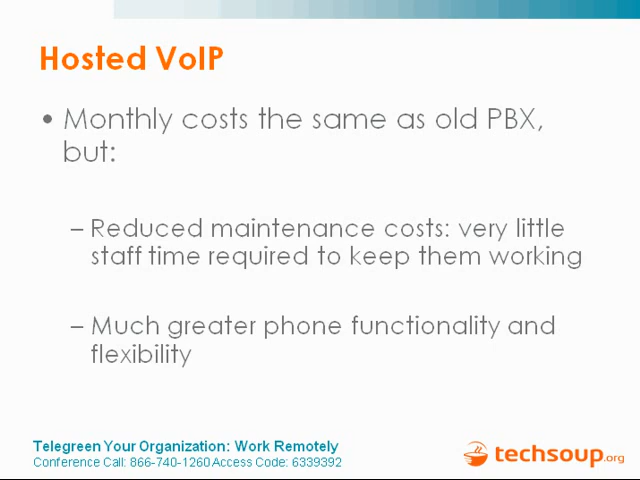 Hosted VoIP
• Monthly costs the same as old PBX,
but:
– Reduced maintenance costs: very little
staff time required to keep them working
– Much greater phone functionality and
flexibility
Telegreen Your Organization: Work Remotely
Conference Call: 866-740-1260 Access Code: 6339392
techsoup.org